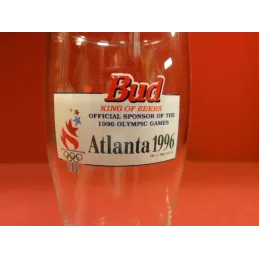 Bud
KING OF BEERS
OFFICIAL SPONSOR OF THE
1996 OLYMPIC GAMES
Atlanta 1996